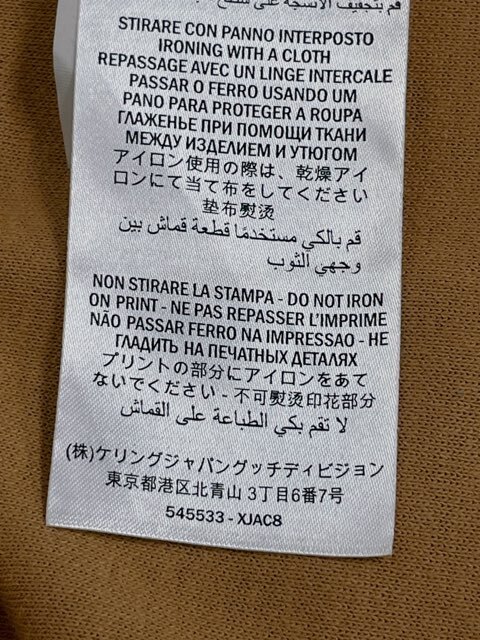 قم بتجفيف الأنسجة على سطح
STIRARE CON PANNO INTERPOSTO
IRONING WITH A CLOTH
REPASSAGE AVEC UN LINGE INTERCALE
PASSAR O FERRO USANDO UM
PANO PARA PROTEGER A ROUPA
ГЛАЖЕНЬЕ ПРИ ПОМОЩИ ТКАНИ
МЕЖДУ ИЗДЕЛИЕМ И УТЮГОМ
アイロン使用の際は、乾燥アイ
ロンにて当て布をしてください
垫布熨烫
قم بالكي مستخدمًا قطعة قماش بين
وجهي الثوب
NON STIRARE LA STAMPA - DO NOT IRON
ON PRINT - NE PAS REPASSER L'IMPRIME
NÃO PASSAR FERRO NA IMPRESSAO - НЕ
ГЛАДИТЬ НА ПЕЧАТНЫХ ДЕТАЛЯХ
プリントの部分にアイロンをあて
ないでください - 不可熨烫印花部分
لا تقم بكي الطباعة على القماش
(株)ケリングジャパングッチディビジョン
東京都港区北青山 3丁目6番7号
545533 - XJAC8